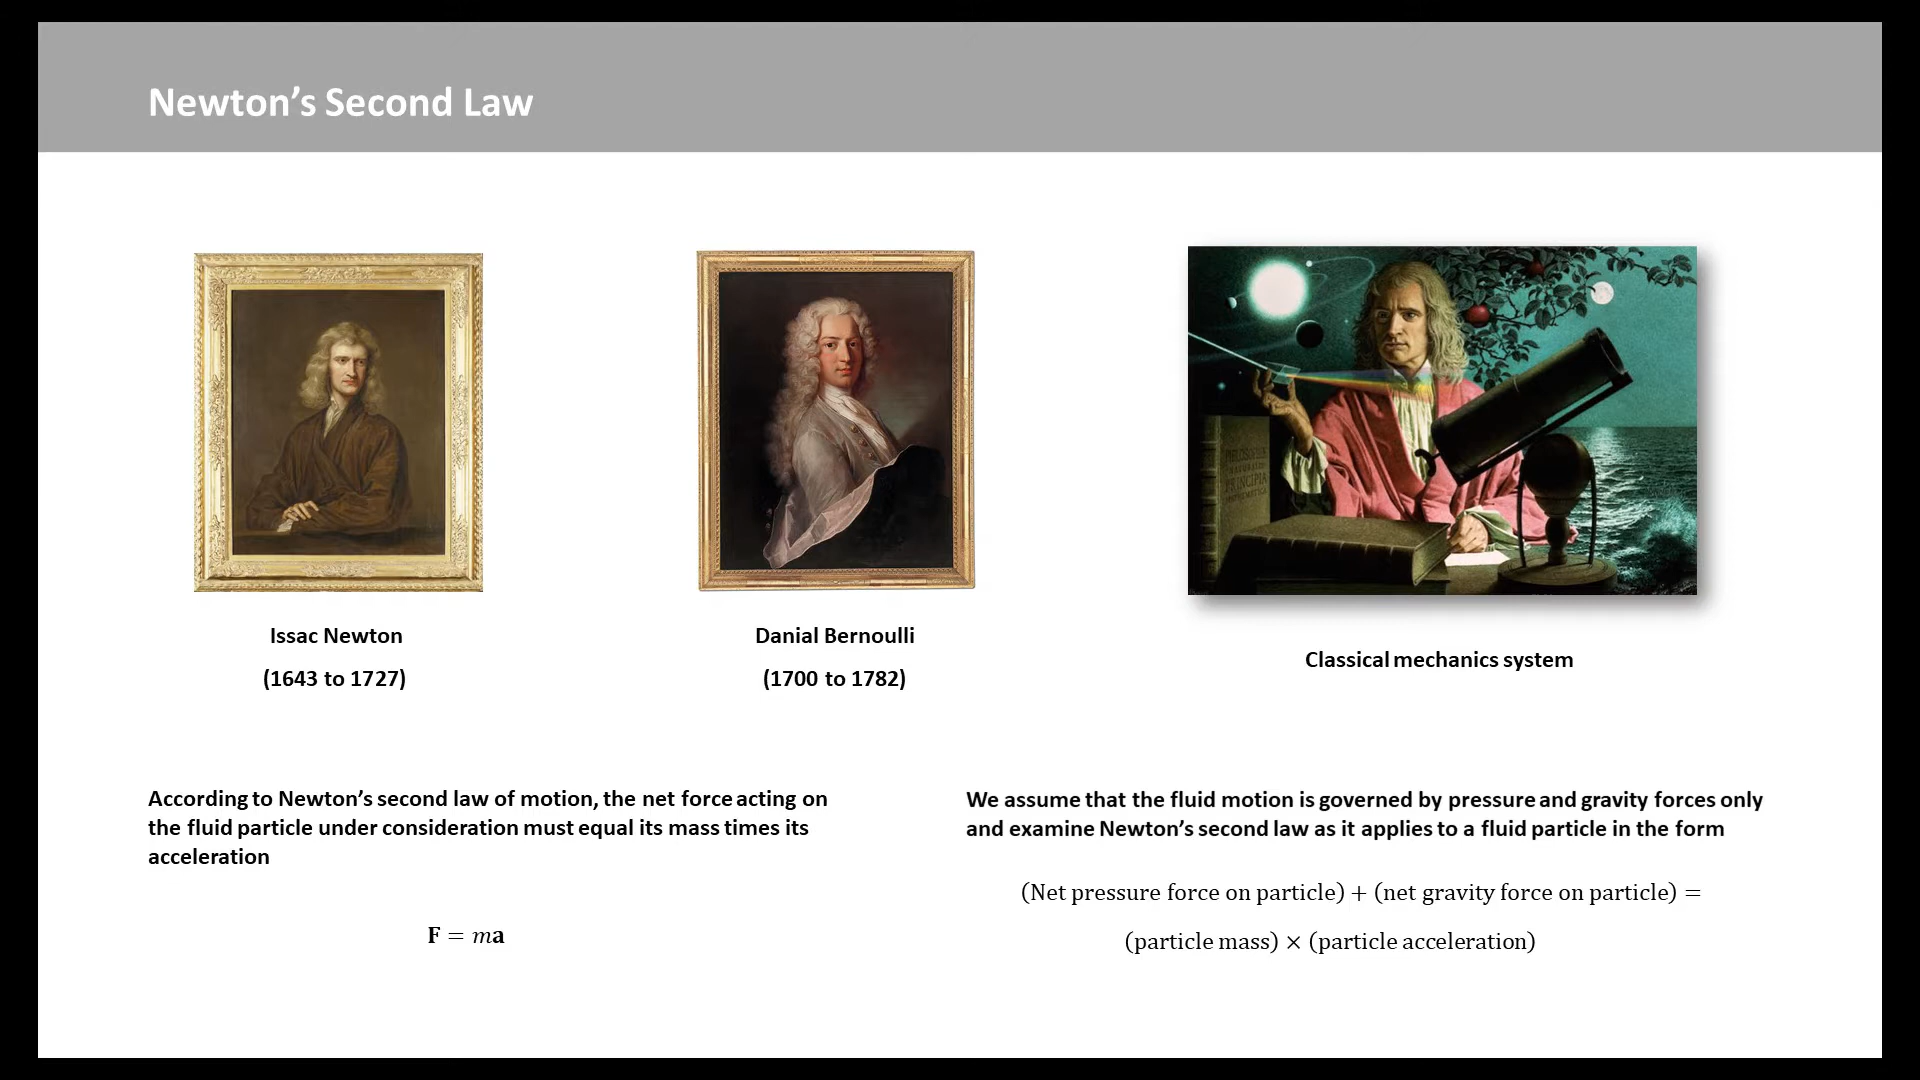 Newton’s Second Law
PHILOSOPHIÆ
NATURALIS
PRINCIPIA
MATHEMATICA
Issac Newton
(1643 to 1727)
Danial Bernoulli
(1700 to 1782)
Classical mechanics system
According to Newton’s second law of motion, the net force acting on
the fluid particle under consideration must equal its mass times its
acceleration
F = ma
We assume that the fluid motion is governed by pressure and gravity forces only
and examine Newton’s second law as it applies to a fluid particle in the form
(Net pressure force on particle) + (net gravity force on particle) =
(particle mass) × (particle acceleration)